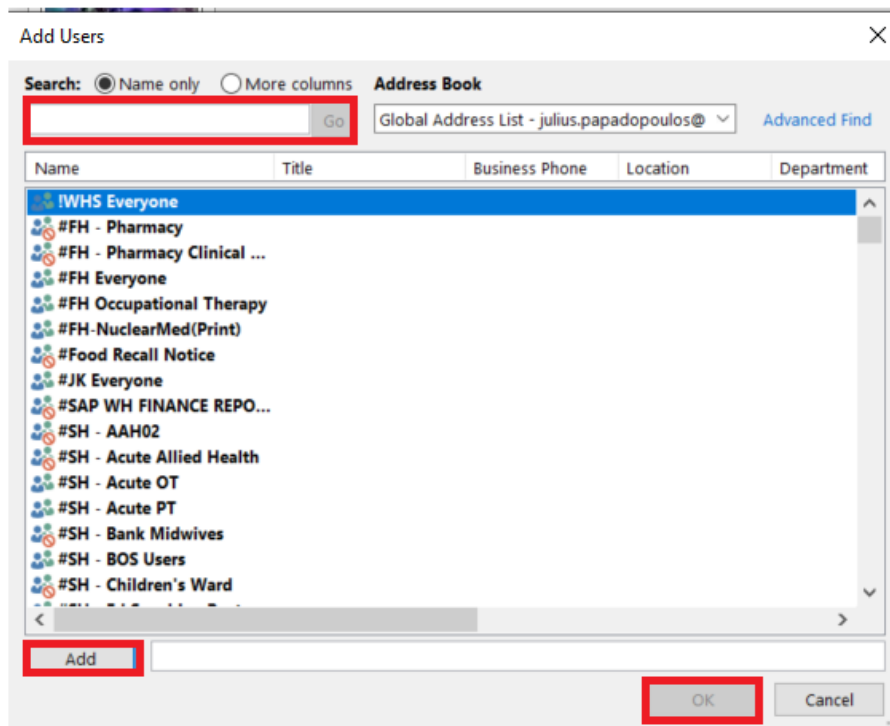 Add Users
Search: Name only More columns Address Book
Go Global Address List - julius.papadopoulos@ Advanced Find
Name Title Business Phone Location Department
!WHS Everyone
#FH - Pharmacy
#FH - Pharmacy Clinical ...
#FH Everyone
#FH Occupational Therapy
#FH-NuclearMed(Print)
#Food Recall Notice
#JK Everyone
#SAP WH FINANCE REPO...
#SH - AAH02
#SH - Acute Allied Health
#SH - Acute OT
#SH - Acute PT
#SH - Bank Midwives
#SH - BOS Users
#SH - Children's Ward
Add
OK Cancel